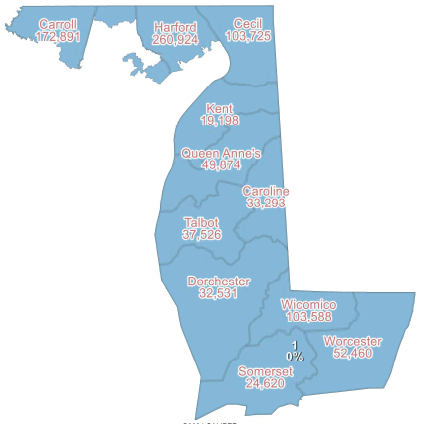 Carroll
172,891
Harford
260,924
Cecil
103,725
Kent
19,198
Queen Anne's
49,874
Caroline
33,293
Talbot
37,526
Dorchester
32,531
Wicomico
103,588
1
0%
Worcester
52,460
Somerset
24,620